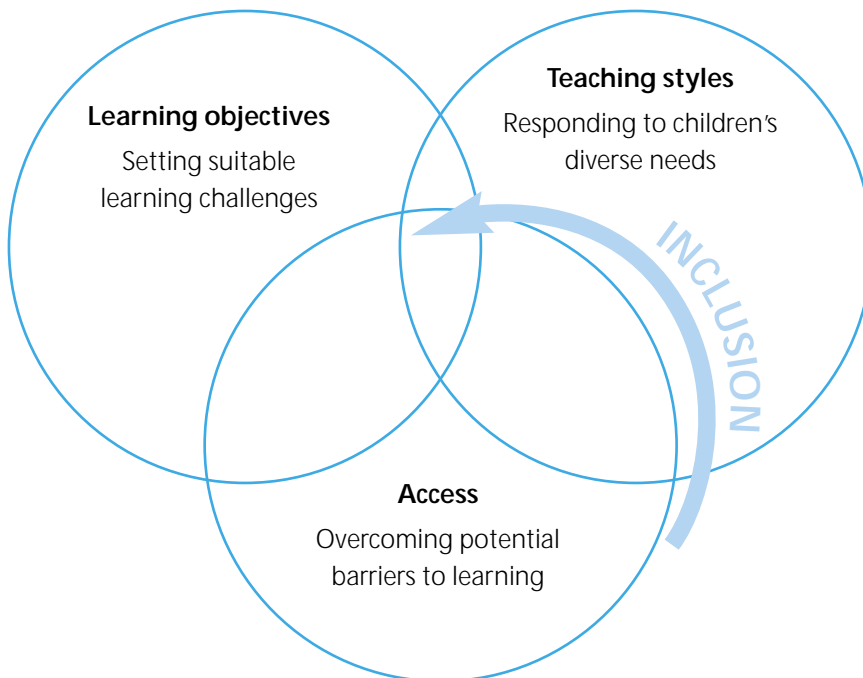 Learning objectives
Setting suitable
learning challenges
Teaching styles
Responding to children's
diverse needs
INCLUSION
Access
Overcoming potential
barriers to learning